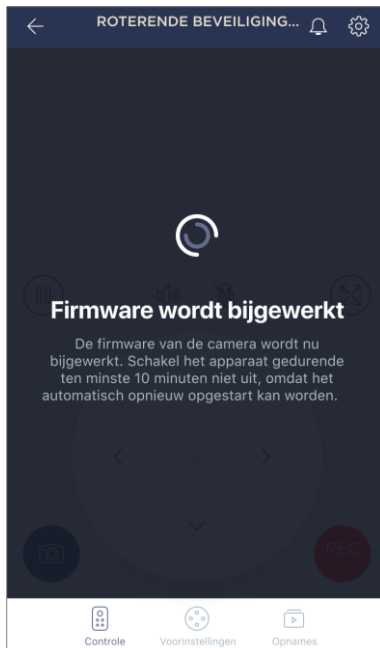 ROTERENDE BEVEILIGING...
Firmware wordt bijgewerkt
De firmware van de camera wordt nu
bijgewerkt. Schakel het apparaat gedurende
ten minste 10 minuten niet uit, omdat het
automatisch opnieuw opgestart kan worden.
REC
Controle Voorinstellingen Opnames